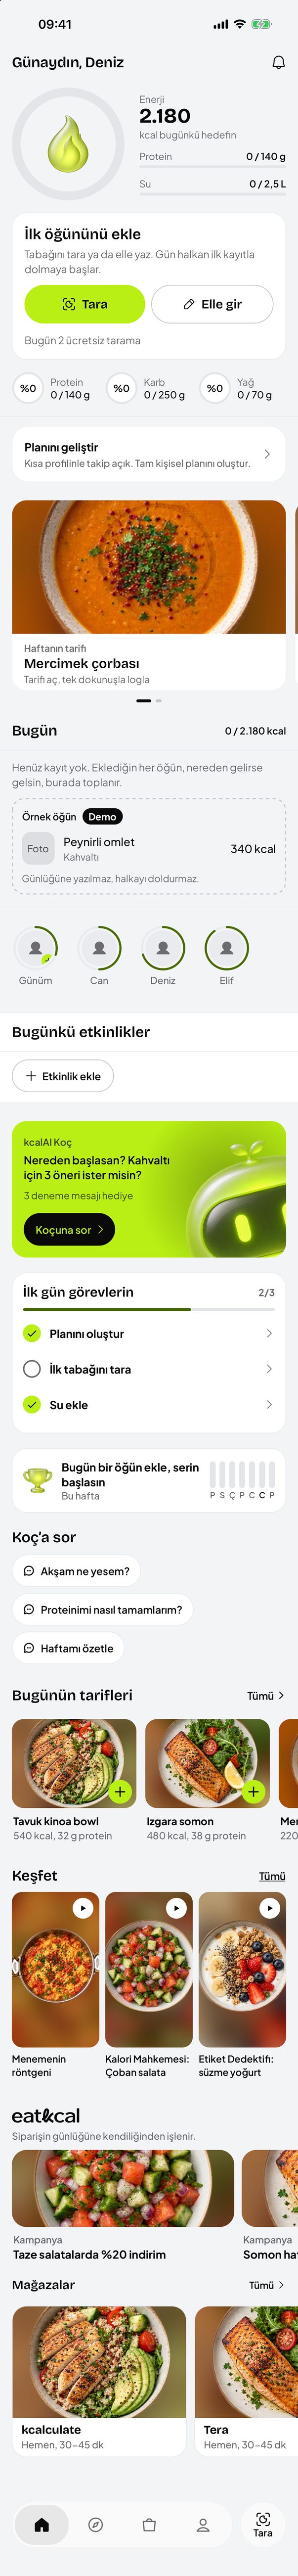 09:41
Günaydın, Deniz
Enerji
2.180
kcal bugünkü hedefin
Protein 0 / 140 g
Su 0 / 2,5 L
İlk öğününü ekle
Tabağını tara ya da elle yaz. Gün halkan ilk kayıtla
dolmaya başlar.
Tara
Elle gir
Bugün 2 ücretsiz tarama
%0 Protein 0 / 140 g
%0 Karb 0 / 250 g
%0 Yağ 0 / 70 g
Planını geliştir
Kısa profilinle takip açık. Tam kişisel planını oluştur.
Haftanın tarifi
Mercimek çorbası
Tarifi aç, tek dokunuşla logla
Bugün 0 / 2.180 kcal
Henüz kayıt yok. Eklediğin her öğün, nereden gelirse
gelsin, burada toplanır.
Örnek öğün Demo
Foto
Peynirli omlet
Kahvaltı
340 kcal
Günlüğüne yazılmaz, halkayı doldurmaz.
Günüm Can Deniz Elif
Bugünkü etkinlikler
Etkinlik ekle
kcalAI Koç
Nereden başlasan? Kahvaltı
için 3 öneri ister misin?
3 deneme mesajı hediye
Koçuna sor
İlk gün görevlerin 2/3
Planını oluştur
İlk tabağını tara
Su ekle
Bugün bir öğün ekle, serin
başlasın
Bu hafta
P S Ç P C C P
Koç'a sor
Akşam ne yesem?
Proteinimi nasıl tamamlarım?
Haftamı özetle
Bugünün tarifleri Tümü
Tavuk kinoa bowl
540 kcal, 32 g protein
Izgara somon
480 kcal, 38 g protein
Mer
220
Keşfet Tümü
Menemenin
röntgeni
Kalori Mahkemesi:
Çoban salata
Etiket Dedektifi:
süzme yoğurt
eat&kcal
Siparişin günlüğüne kendiliğinden işlenir.
Kampanya
Taze salatalarda %20 indirim
Kampanya
Somon haf
Mağazalar Tümü
kcalculate
Hemen, 30–45 dk
Tera
Hemen, 30–45 dk
Tara